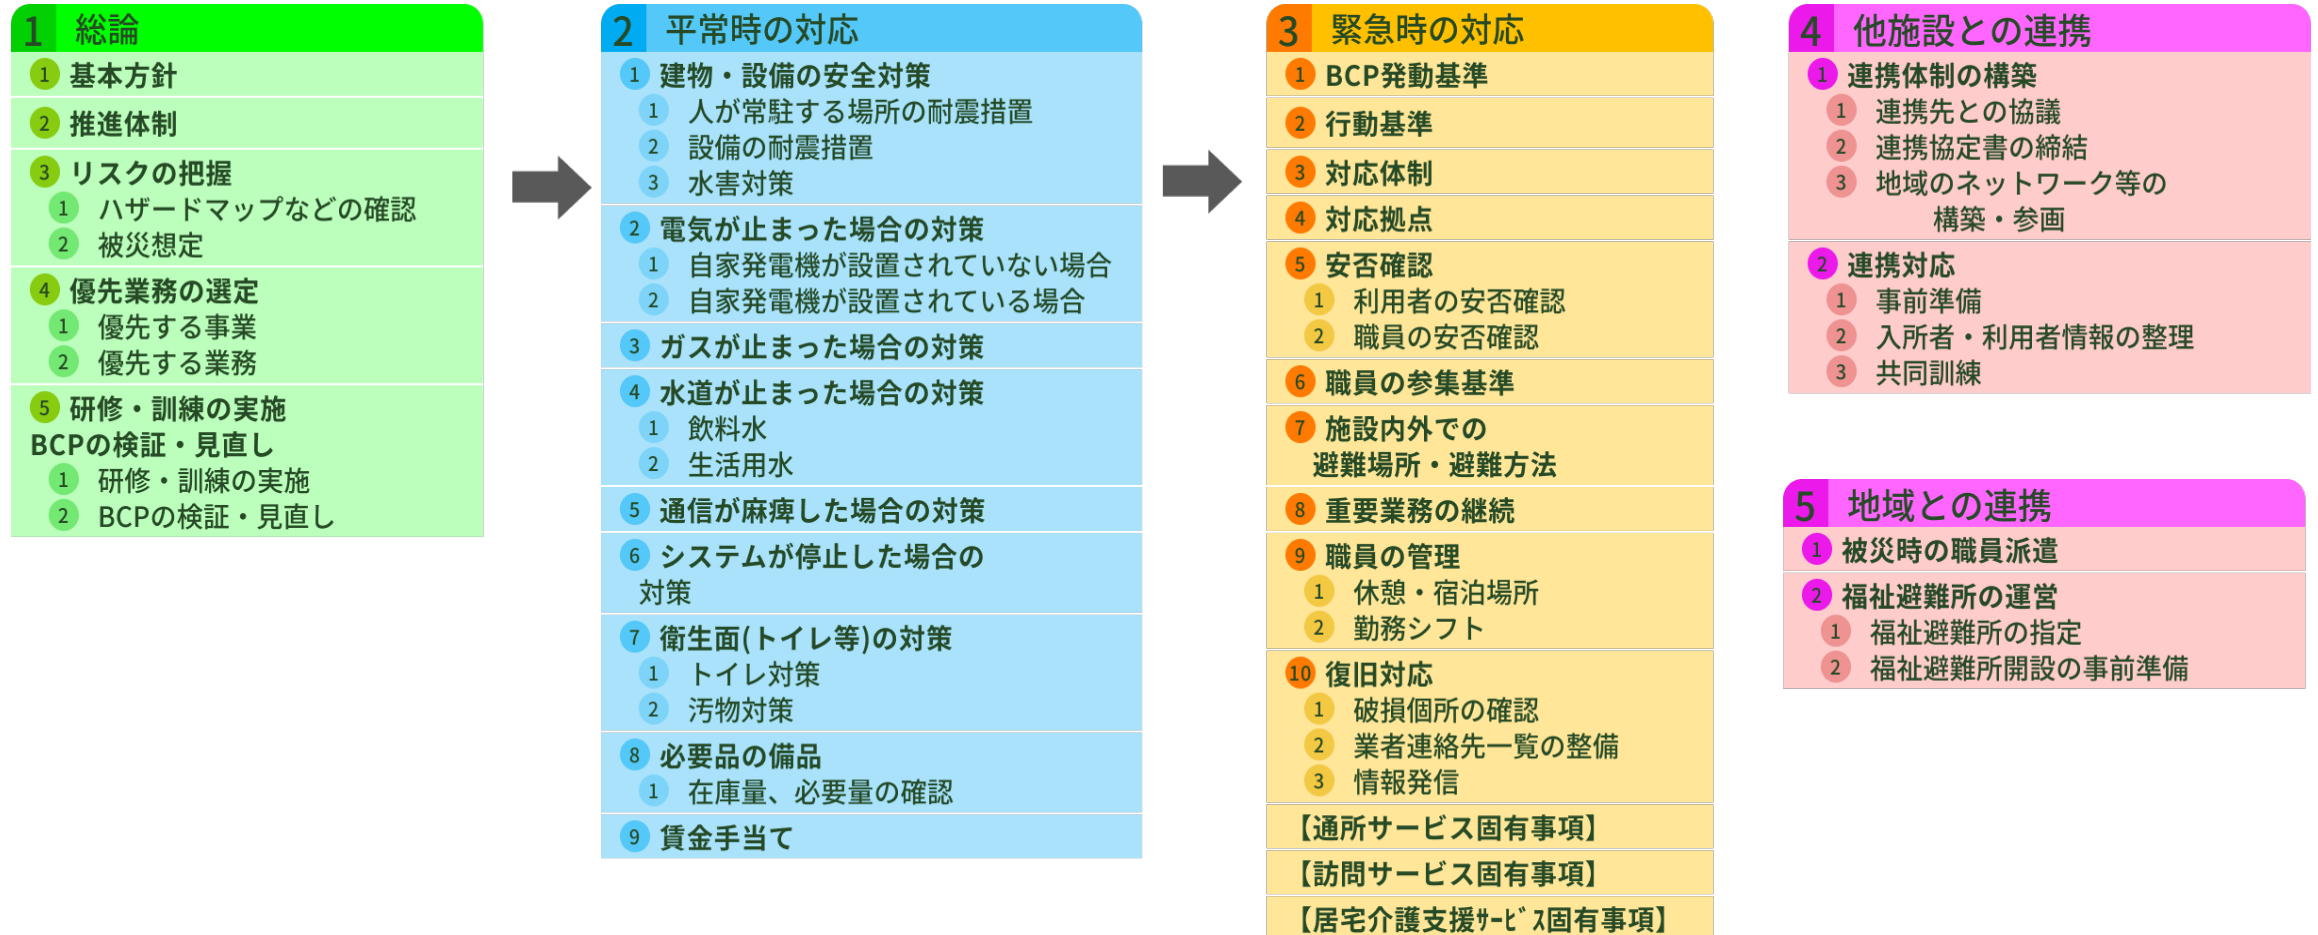 1 総論
1 基本方針
2 推進体制
3 リスクの把握
1 ハザードマップなどの確認
2 被災想定
4 優先業務の選定
1 優先する事業
2 優先する業務
5 研修・訓練の実施
BCPの検証・見直し
1 研修・訓練の実施
2 BCPの検証・見直し
2 平常時の対応
1 建物・設備の安全対策
1 人が常駐する場所の耐震措置
2 設備の耐震措置
3 水害対策
2 電気が止まった場合の対策
1 自家発電機が設置されていない場合
2 自家発電機が設置されている場合
3 ガスが止まった場合の対策
4 水道が止まった場合の対策
1 飲料水
2 生活用水
5 通信が麻痺した場合の対策
6 システムが停止した場合の
対策
7 衛生面(トイレ等)の対策
1 トイレ対策
2 汚物対策
8 必要品の備品
1 在庫量、必要量の確認
9 賃金手当て
3 緊急時の対応
1 BCP発動基準
2 行動基準
3 対応体制
4 対応拠点
5 安否確認
1 利用者の安否確認
2 職員の安否確認
6 職員の参集基準
7 施設内外での
避難場所・避難方法
8 重要業務の継続
9 職員の管理
1 休憩・宿泊場所
2 勤務シフト
10 復旧対応
1 破損個所の確認
2 業者連絡先一覧の整備
3 情報発信
【通所サービス固有事項】
【訪問サービス固有事項】
【居宅介護支援ｻｰﾋﾞｽ固有事項】
4 他施設との連携
1 連携体制の構築
1 連携先との協議
2 連携協定書の締結
3 地域のネットワーク等の
構築・参画
2 連携対応
1 事前準備
2 入所者・利用者情報の整理
3 共同訓練
5 地域との連携
1 被災時の職員派遣
2 福祉避難所の運営
1 福祉避難所の指定
2 福祉避難所開設の事前準備